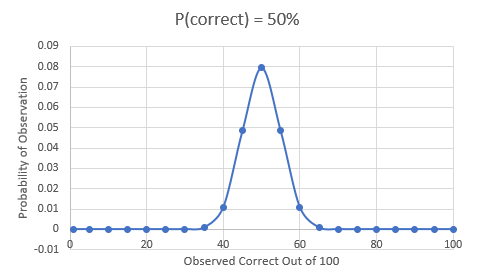 P(correct) = 50%
Probability of Observation
0.09
0.08
0.07
0.06
0.05
0.04
0.03
0.02
0.01
0
-0.01
0 20 40 60 80 100
Observed Correct Out of 100